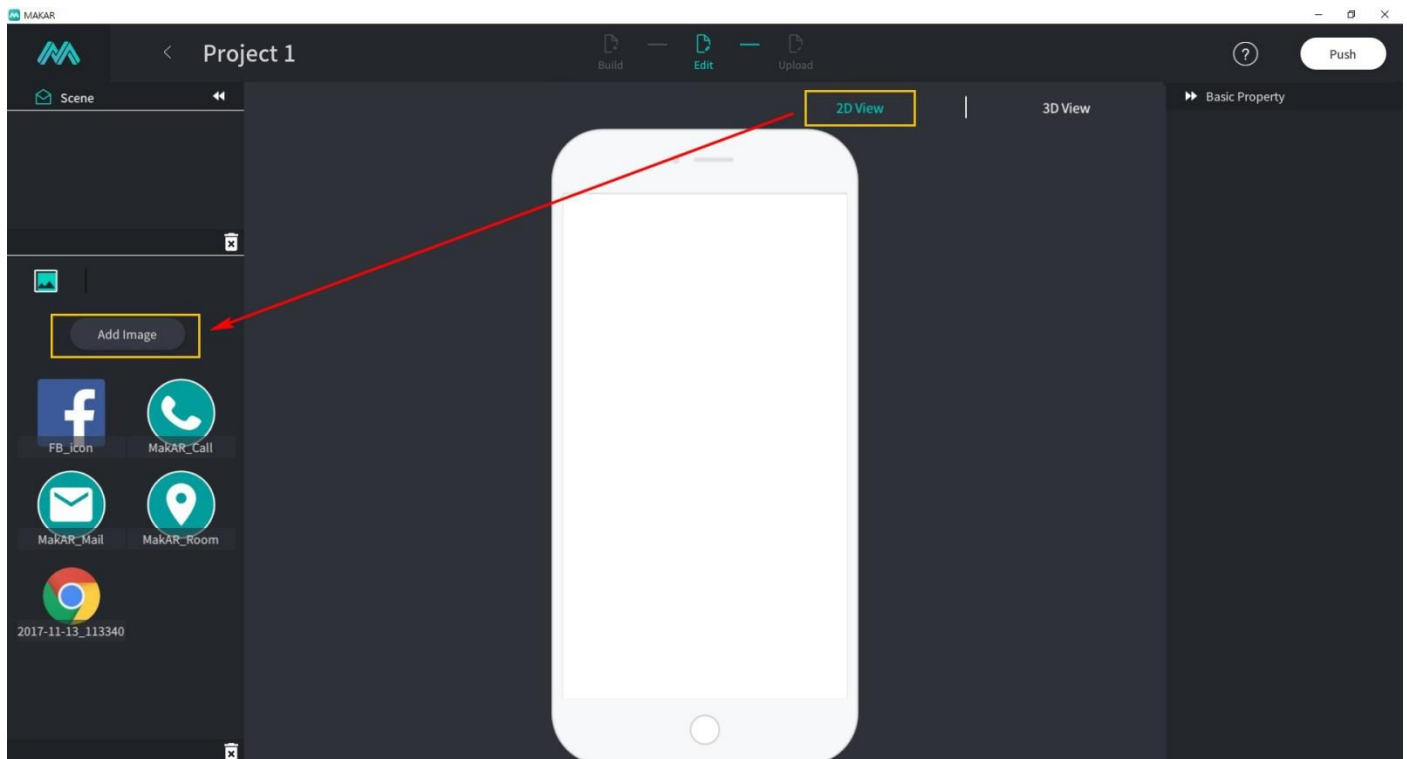 MAKAR
Project 1
Build
Edit
Upload
?
Push
Scene
2D View
3D View
Basic Property
Add Image
FB_icon
MakAR_Call
MakAR_Mail
MakAR_Room
2017-11-13_113340